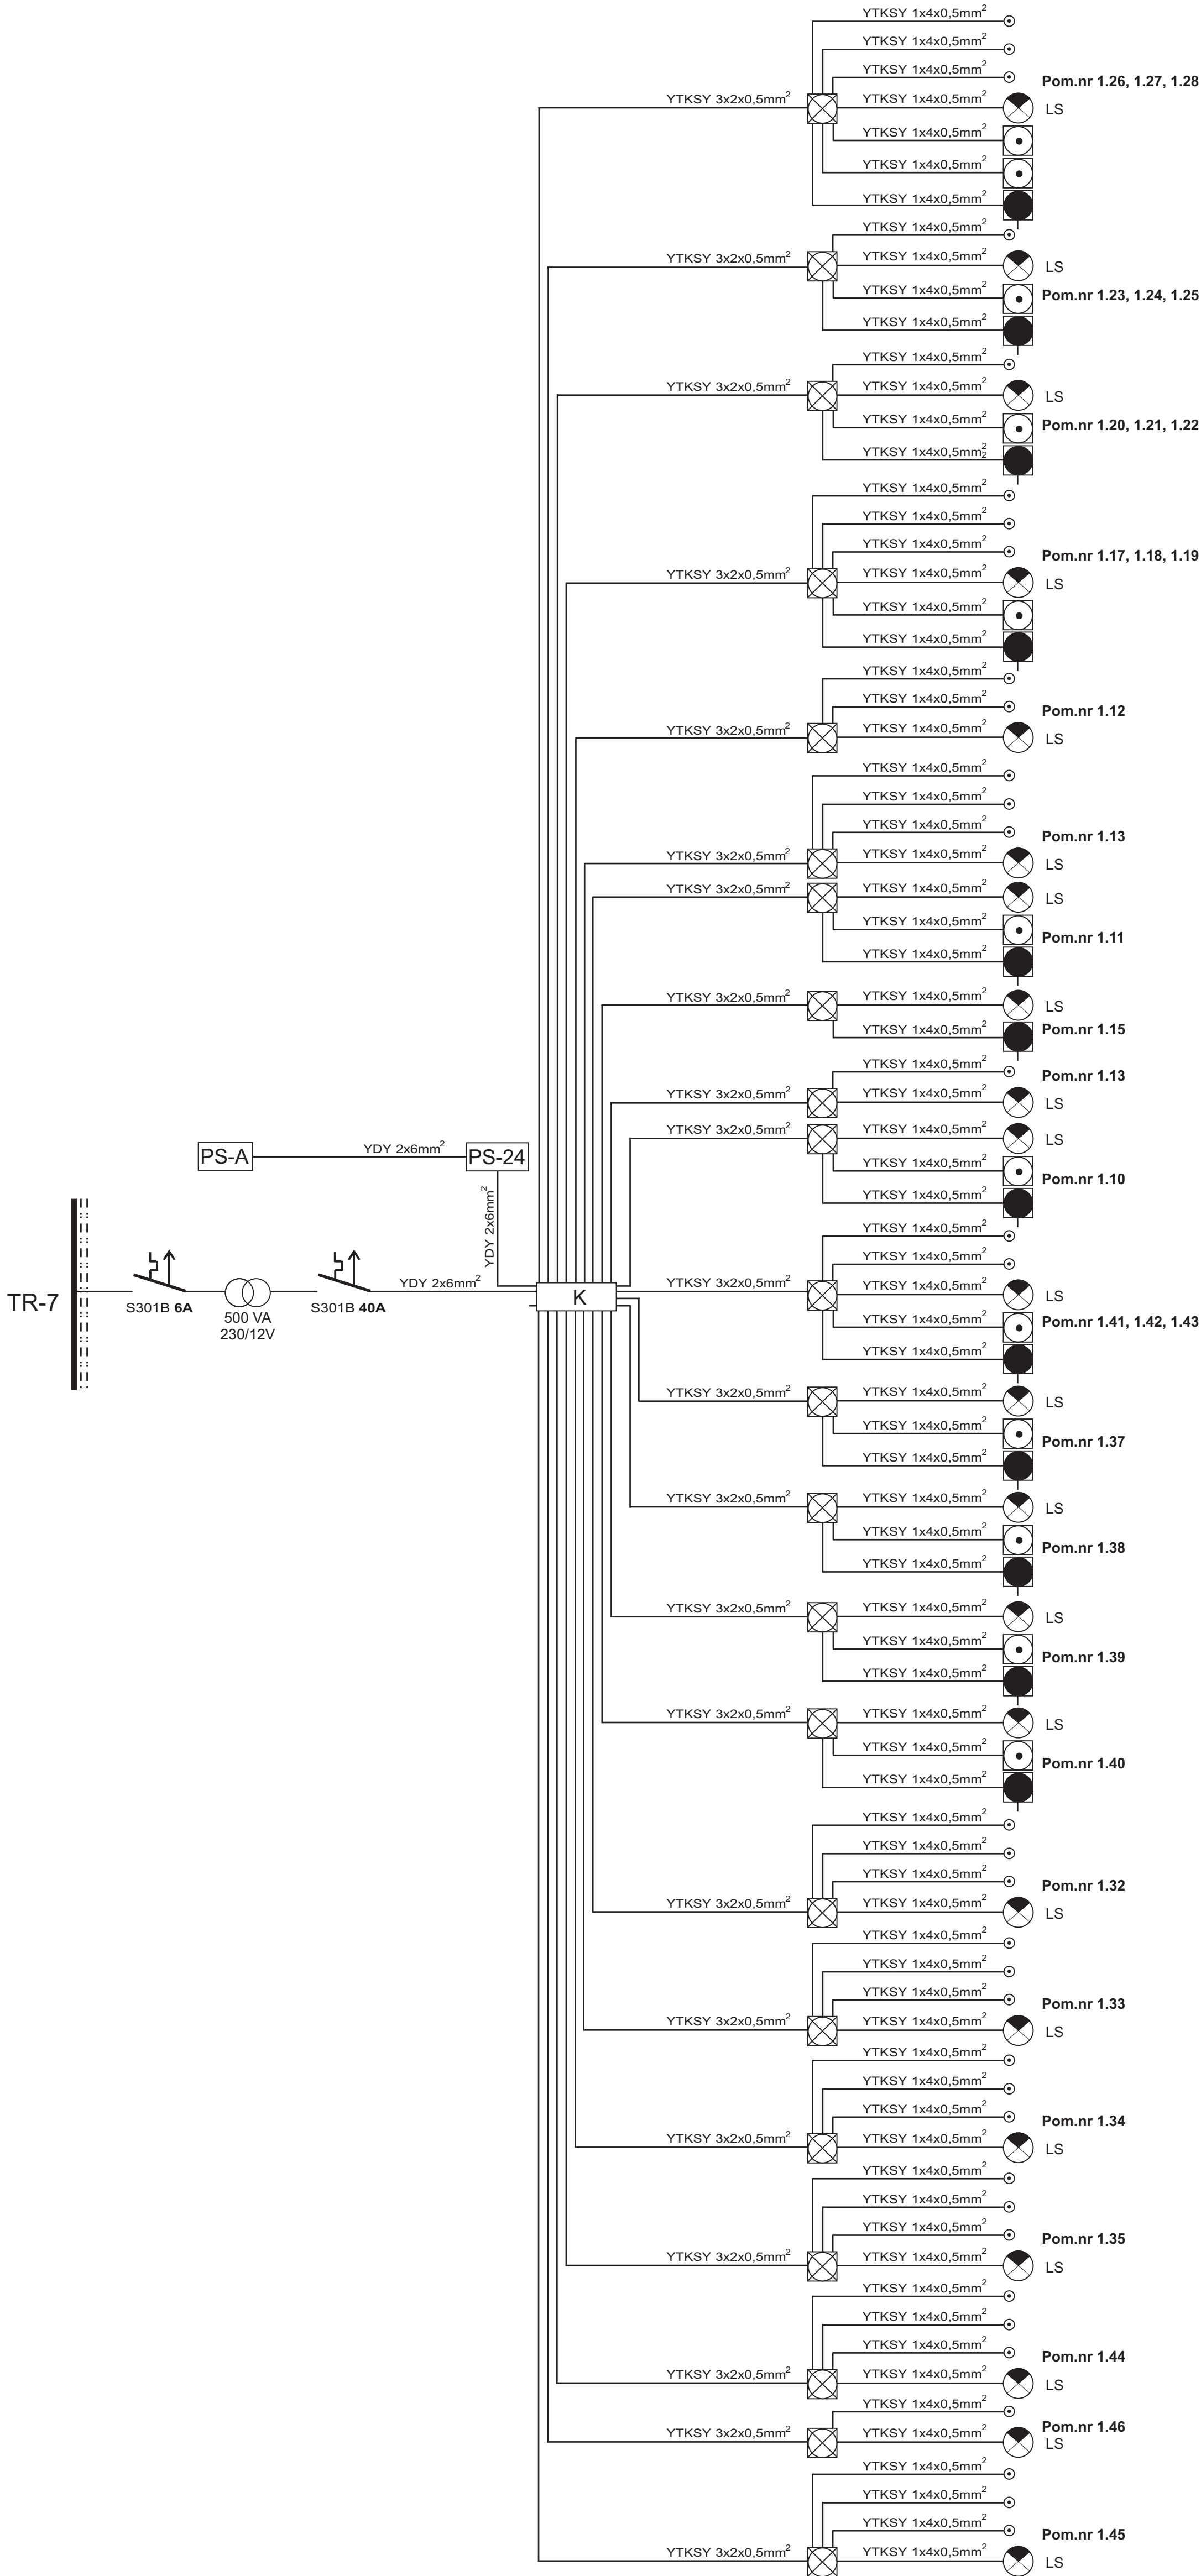 YTKSY 1x4x0,5mm²
YTKSY 1x4x0,5mm²
YTKSY 1x4x0,5mm²
Pom.nr 1.26, 1.27, 1.28
YTKSY 3x2x0,5mm² YTKSY 1x4x0,5mm² LS
YTKSY 1x4x0,5mm²
YTKSY 1x4x0,5mm²
YTKSY 1x4x0,5mm²
YTKSY 1x4x0,5mm²
YTKSY 3x2x0,5mm² YTKSY 1x4x0,5mm² LS
YTKSY 1x4x0,5mm² Pom.nr 1.23, 1.24, 1.25
YTKSY 1x4x0,5mm²
YTKSY 1x4x0,5mm²
YTKSY 3x2x0,5mm² YTKSY 1x4x0,5mm² LS
YTKSY 1x4x0,5mm² Pom.nr 1.20, 1.21, 1.22
YTKSY 1x4x0,5mm²
2
YTKSY 1x4x0,5mm²
YTKSY 1x4x0,5mm²
YTKSY 1x4x0,5mm² Pom.nr 1.17, 1.18, 1.19
YTKSY 3x2x0,5mm² YTKSY 1x4x0,5mm² LS
YTKSY 1x4x0,5mm²
YTKSY 1x4x0,5mm²
YTKSY 1x4x0,5mm²
YTKSY 1x4x0,5mm² Pom.nr 1.12
YTKSY 3x2x0,5mm² YTKSY 1x4x0,5mm² LS
YTKSY 1x4x0,5mm²
YTKSY 1x4x0,5mm²
YTKSY 1x4x0,5mm² Pom.nr 1.13
YTKSY 3x2x0,5mm² YTKSY 1x4x0,5mm² LS
YTKSY 3x2x0,5mm² YTKSY 1x4x0,5mm² LS
YTKSY 1x4x0,5mm² Pom.nr 1.11
YTKSY 1x4x0,5mm²
YTKSY 3x2x0,5mm² YTKSY 1x4x0,5mm² LS
YTKSY 1x4x0,5mm² Pom.nr 1.15
YTKSY 1x4x0,5mm² Pom.nr 1.13
YTKSY 3x2x0,5mm² YTKSY 1x4x0,5mm² LS
YTKSY 3x2x0,5mm² YTKSY 1x4x0,5mm² LS
PS-A YDY 2x6mm² PS-24
YTKSY 1x4x0,5mm² Pom.nr 1.10
YTKSY 1x4x0,5mm²
YDY 2x6mm²
YTKSY 1x4x0,5mm²
YTKSY 1x4x0,5mm²
TR-7 S301B 6A 500 VA 230/12V S301B 40A YDY 2x6mm² K
YTKSY 3x2x0,5mm² YTKSY 1x4x0,5mm² LS
YTKSY 1x4x0,5mm² Pom.nr 1.41, 1.42, 1.43
YTKSY 1x4x0,5mm²
YTKSY 3x2x0,5mm² YTKSY 1x4x0,5mm² LS
YTKSY 1x4x0,5mm² Pom.nr 1.37
YTKSY 1x4x0,5mm²
YTKSY 3x2x0,5mm² YTKSY 1x4x0,5mm² LS
YTKSY 1x4x0,5mm² Pom.nr 1.38
YTKSY 1x4x0,5mm²
YTKSY 3x2x0,5mm² YTKSY 1x4x0,5mm² LS
YTKSY 1x4x0,5mm² Pom.nr 1.39
YTKSY 1x4x0,5mm²
YTKSY 3x2x0,5mm² YTKSY 1x4x0,5mm² LS
YTKSY 1x4x0,5mm² Pom.nr 1.40
YTKSY 1x4x0,5mm²
YTKSY 1x4x0,5mm²
YTKSY 1x4x0,5mm²
YTKSY 1x4x0,5mm² Pom.nr 1.32
YTKSY 3x2x0,5mm² YTKSY 1x4x0,5mm² LS
YTKSY 1x4x0,5mm²
YTKSY 1x4x0,5mm²
YTKSY 1x4x0,5mm² Pom.nr 1.33
YTKSY 3x2x0,5mm² YTKSY 1x4x0,5mm² LS
YTKSY 1x4x0,5mm²
YTKSY 1x4x0,5mm²
YTKSY 1x4x0,5mm² Pom.nr 1.34
YTKSY 3x2x0,5mm² YTKSY 1x4x0,5mm² LS
YTKSY 1x4x0,5mm²
YTKSY 1x4x0,5mm²
YTKSY 1x4x0,5mm² Pom.nr 1.35
YTKSY 3x2x0,5mm² YTKSY 1x4x0,5mm² LS
YTKSY 1x4x0,5mm²
YTKSY 1x4x0,5mm²
YTKSY 1x4x0,5mm² Pom.nr 1.44
YTKSY 3x2x0,5mm² YTKSY 1x4x0,5mm² LS
YTKSY 1x4x0,5mm² Pom.nr 1.46
YTKSY 3x2x0,5mm² YTKSY 1x4x0,5mm² LS
YTKSY 1x4x0,5mm²
YTKSY 1x4x0,5mm²
YTKSY 1x4x0,5mm² Pom.nr 1.45
YTKSY 3x2x0,5mm² YTKSY 1x4x0,5mm² LS